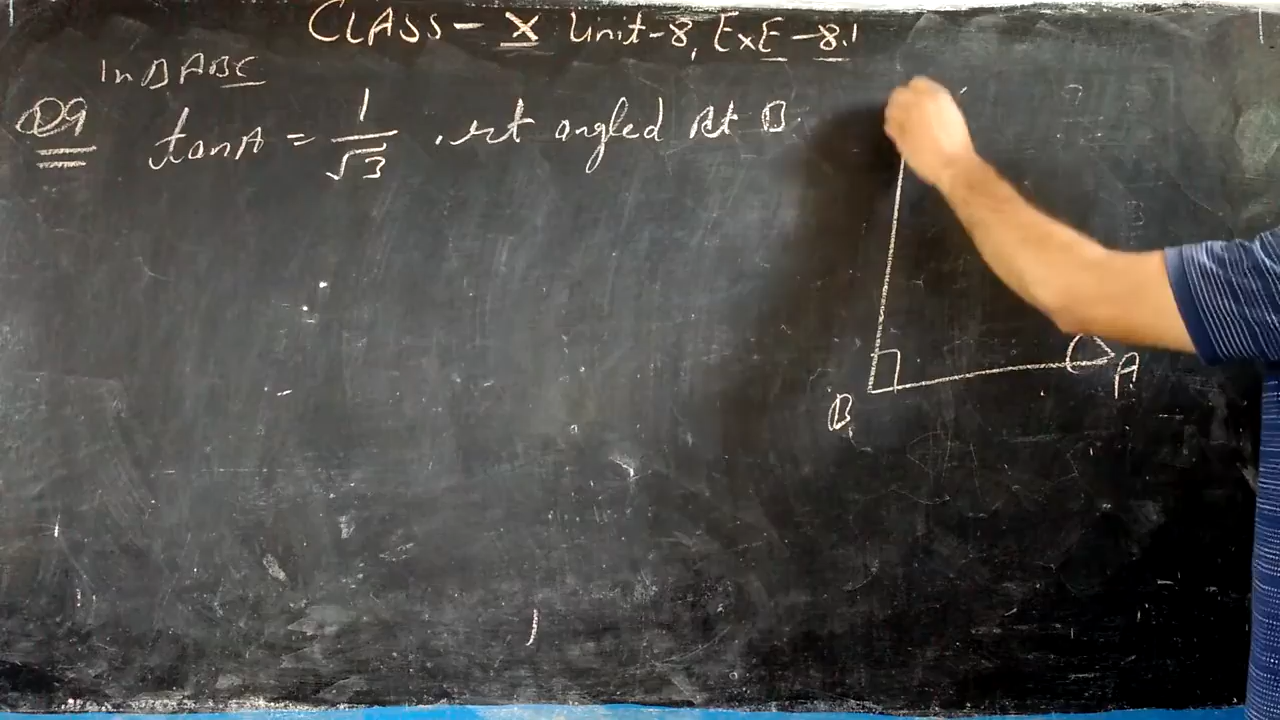 CLASS - X Unit-8, ExE - 8.1
In Δ ABC
Q9 tanA = 1/√3 . rt angled At B
B
A